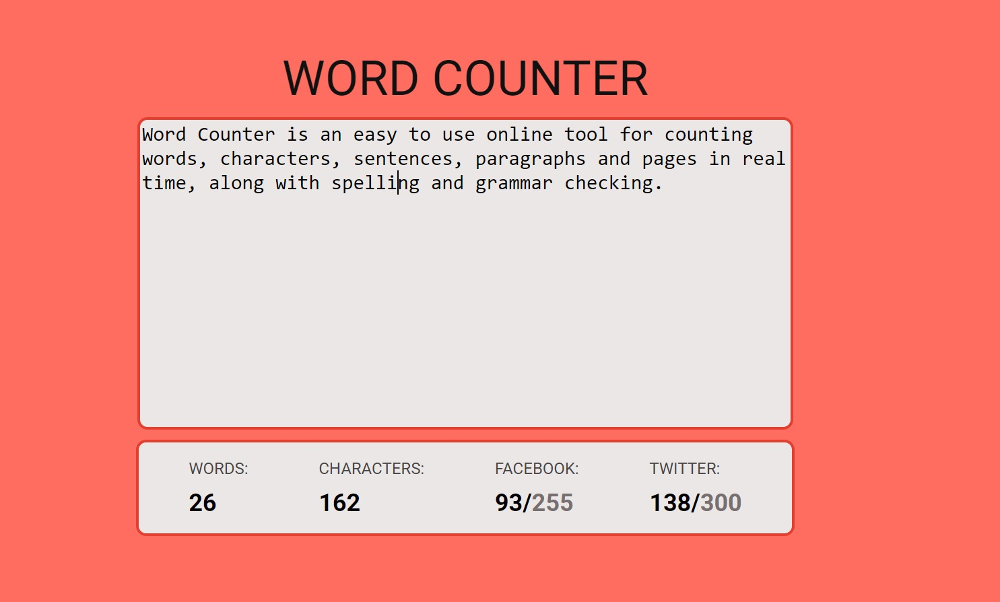 WORD COUNTER
Word Counter is an easy to use online tool for counting
words, characters, sentences, paragraphs and pages in real
time, along with spelling and grammar checking.
WORDS: CHARACTERS: FACEBOOK: TWITTER:
26 162 93/255 138/300